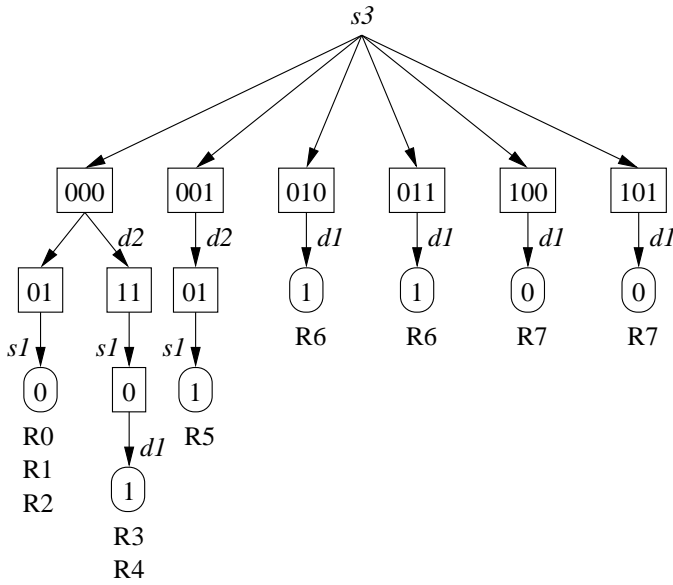 s3
000 001 010 011 100 101
d2 d2 d1 d1 d1 d1
01 11 01 1 1 0 0
R6 R6 R7 R7
s1 s1 s1
0 0 1
R0 R5
d1
R1
1
R2
R3
R4